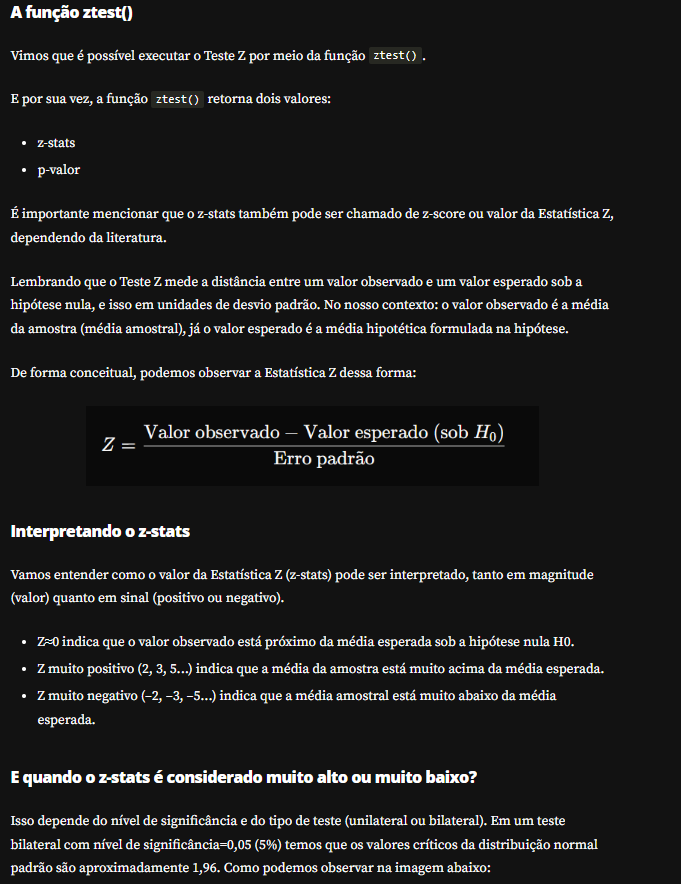 A função ztest()
Vimos que é possível executar o Teste Z por meio da função ztest().
E por sua vez, a função ztest() retorna dois valores:
• z-stats
• p-valor
É importante mencionar que o z-stats também pode ser chamado de z-score ou valor da Estatística Z,
dependendo da literatura.
Lembrando que o Teste Z mede a distância entre um valor observado e um valor esperado sob a
hipótese nula, e isso em unidades de desvio padrão. No nosso contexto: o valor observado é a média
da amostra (média amostral), já o valor esperado é a média hipotética formulada na hipótese.
De forma conceitual, podemos observar a Estatística Z dessa forma:
Z = Valor observado − Valor esperado (sob H₀)
Erro padrão
Interpretando o z-stats
Vamos entender como o valor da Estatística Z (z-stats) pode ser interpretado, tanto em magnitude
(valor) quanto em sinal (positivo ou negativo).
• Z≈0 indica que o valor observado está próximo da média esperada sob a hipótese nula H0.
• Z muito positivo (2, 3, 5…) indica que a média da amostra está muito acima da média esperada.
• Z muito negativo (–2, –3, –5…) indica que a média amostral está muito abaixo da média
esperada.
E quando o z-stats é considerado muito alto ou muito baixo?
Isso depende do nível de significância e do tipo de teste (unilateral ou bilateral). Em um teste
bilateral com nível de significância=0,05 (5%) temos que os valores críticos da distribuição normal
padrão são aproximadamente 1,96. Como podemos observar na imagem abaixo: